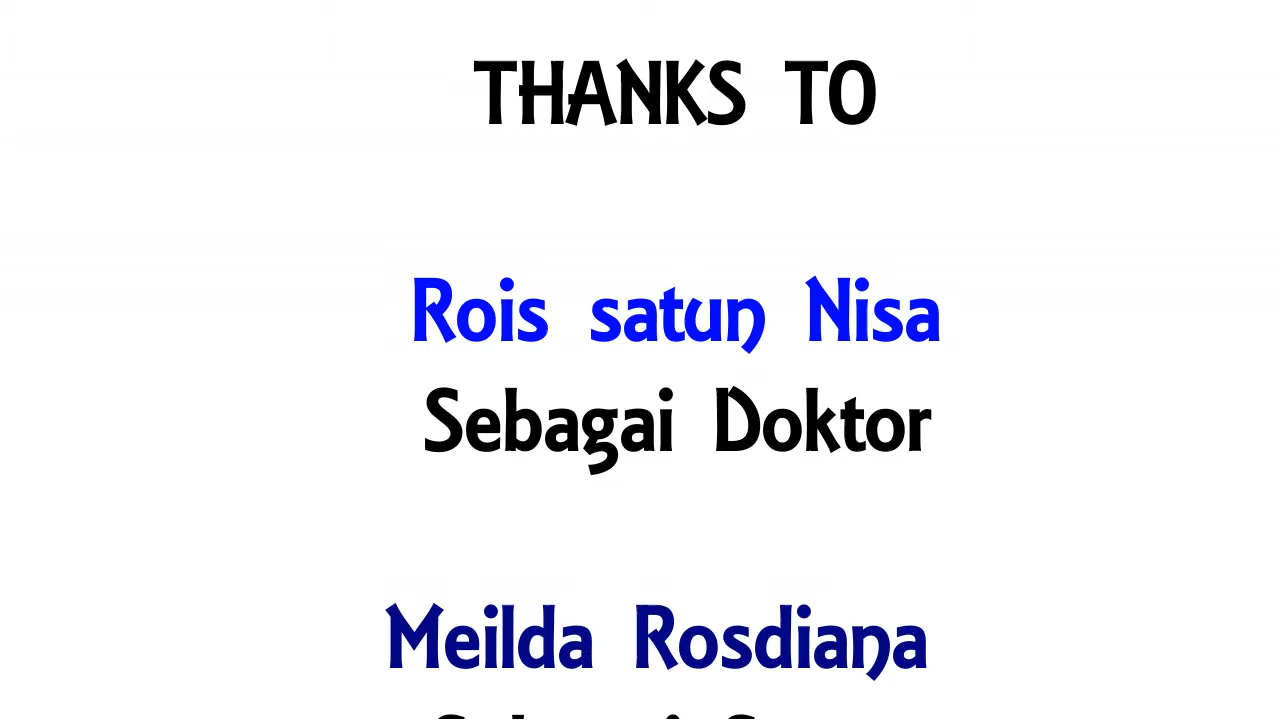 THANKS TO
Rois satun Nisa
Sebagai Doktor
Meilda Rosdiana